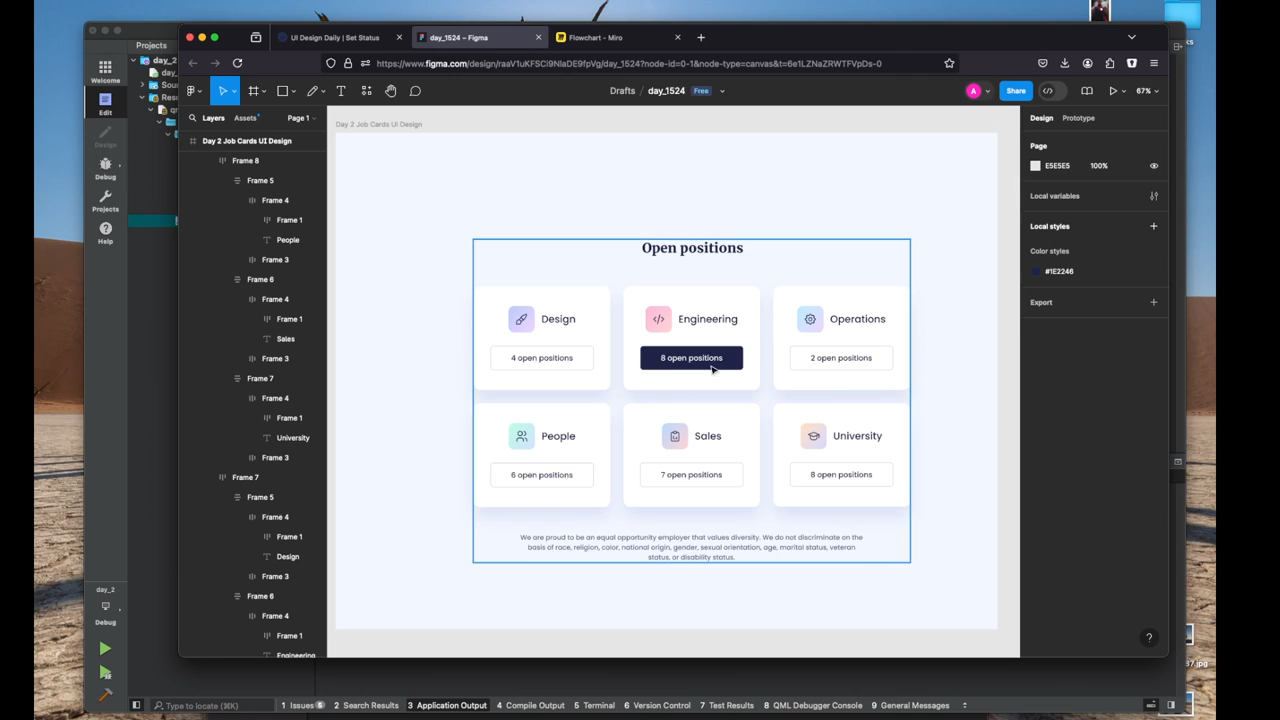 Projects
day_2
day_
Sour
Reso
Welcome
Edit
Design
Debug
Projects
Help
day_2
Debug
UI Design Daily | Set Status
day_1524 – Figma
Flowchart - Miro
https://www.figma.com/design/raaV1uKFSCi9NlaDE9fpVg/day_1524?node-id=0-1&node-type=canvas&t=6e1LZNaZRWTFVpDs-0
Drafts / day_1524 Free
A
Share
67%
Layers
Assets
Page 1
Day 2 Job Cards UI Design
Frame 8
Frame 5
Frame 4
Frame 1
People
Frame 3
Frame 6
Frame 4
Frame 1
Sales
Frame 3
Frame 7
Frame 4
Frame 1
University
Frame 3
Frame 7
Frame 5
Frame 4
Frame 1
Design
Frame 3
Frame 6
Frame 4
Frame 1
Engineering
Day 2 Job Cards UI Design
Open positions
Design
4 open positions
Engineering
8 open positions
Operations
2 open positions
People
6 open positions
Sales
7 open positions
University
8 open positions
We are proud to be an equal opportunity employer that values diversity. We do not discriminate on the
basis of race, religion, color, national origin, gender, sexual orientation, age, marital status, veteran
status, or disability status.
Design
Prototype
Page
E5E5E5
100%
Local variables
Local styles
Color styles
#1E2246
Export
?
ks
37.jpg
Type to locate (⌘K)
1 Issues 6
2 Search Results
3 Application Output
4 Compile Output
5 Terminal
6 Version Control
7 Test Results
8 QML Debugger Console
9 General Messages